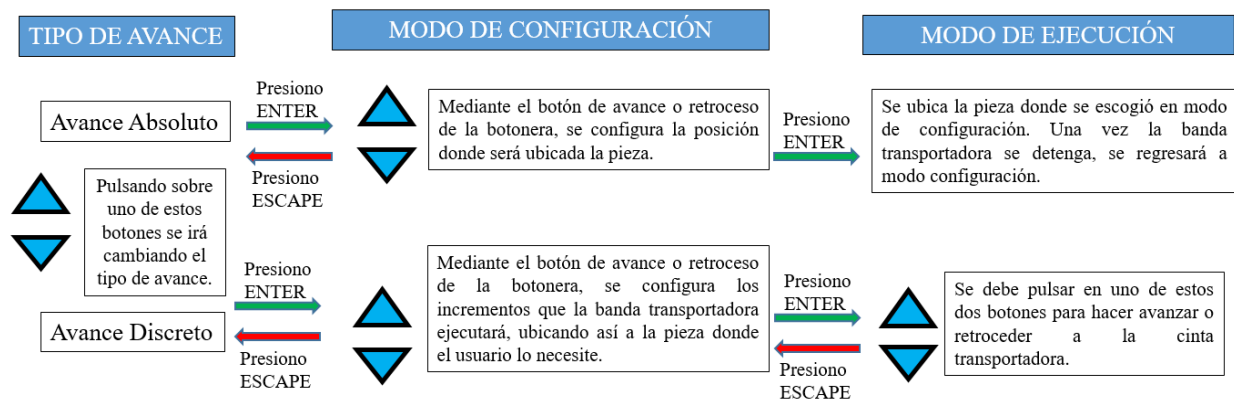 TIPO DE AVANCE
MODO DE CONFIGURACIÓN
MODO DE EJECUCIÓN
Avance Absoluto
Presiono
ENTER
Presiono
ESCAPE
Mediante el botón de avance o retroceso
de la botonera, se configura la posición
donde será ubicada la pieza.
Presiono
ENTER
Se ubica la pieza donde se escogió en modo
de configuración. Una vez la banda
transportadora se detenga, se regresará a
modo configuración.
Pulsando sobre
uno de estos
botones se irá
cambiando el
tipo de avance.
Avance Discreto
Presiono
ENTER
Presiono
ESCAPE
Mediante el botón de avance o retroceso
de la botonera, se configura los
incrementos que la banda transportadora
ejecutará, ubicando así a la pieza donde
el usuario lo necesite.
Presiono
ENTER
Presiono
ESCAPE
Se debe pulsar en uno de estos
dos botones para hacer avanzar o
retroceder a la cinta
transportadora.